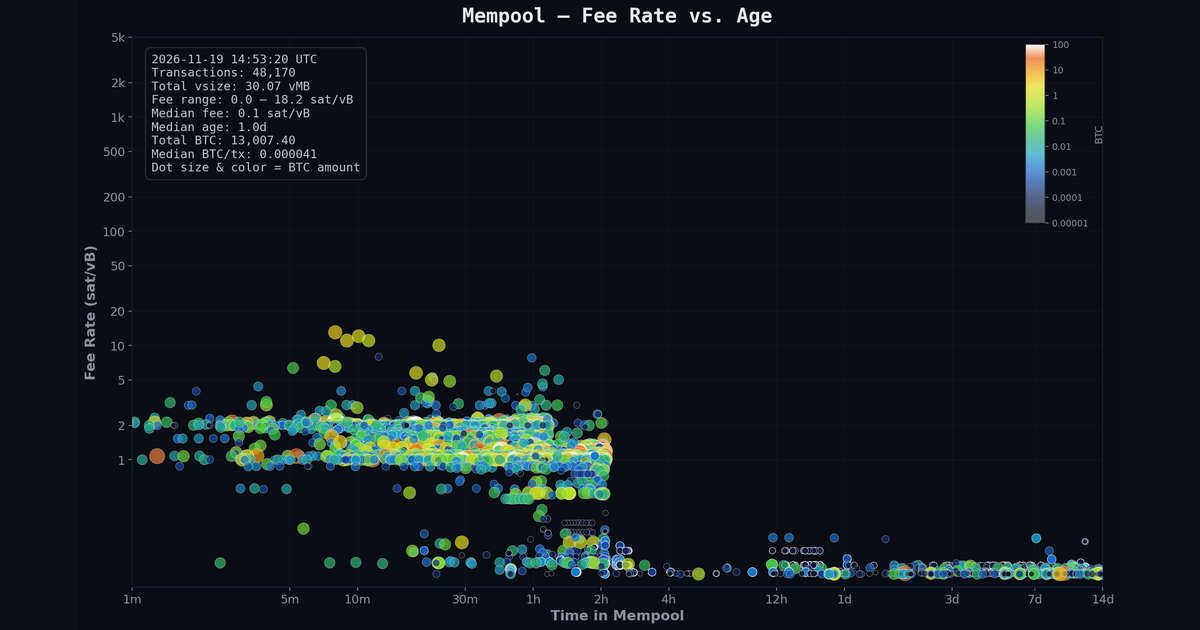 Mempool — Fee Rate vs. Age
5k
2k
1k
500
200
100
50
20
10
5
2
1
Fee Rate (sat/vB)
2026-11-19 14:53:20 UTC
Transactions: 48,170
Total vsize: 30.07 vMB
Fee range: 0.0 — 18.2 sat/vB
Median fee: 0.1 sat/vB
Median age: 1.0d
Total BTC: 13,007.40
Median BTC/tx: 0.000041
Dot size & color = BTC amount
100
10
1
0.1
0.01
0.001
0.0001
0.00001
BTC
1m 5m 10m 30m 1h 2h 4h 12h 1d 3d 7d 14d
Time in Mempool